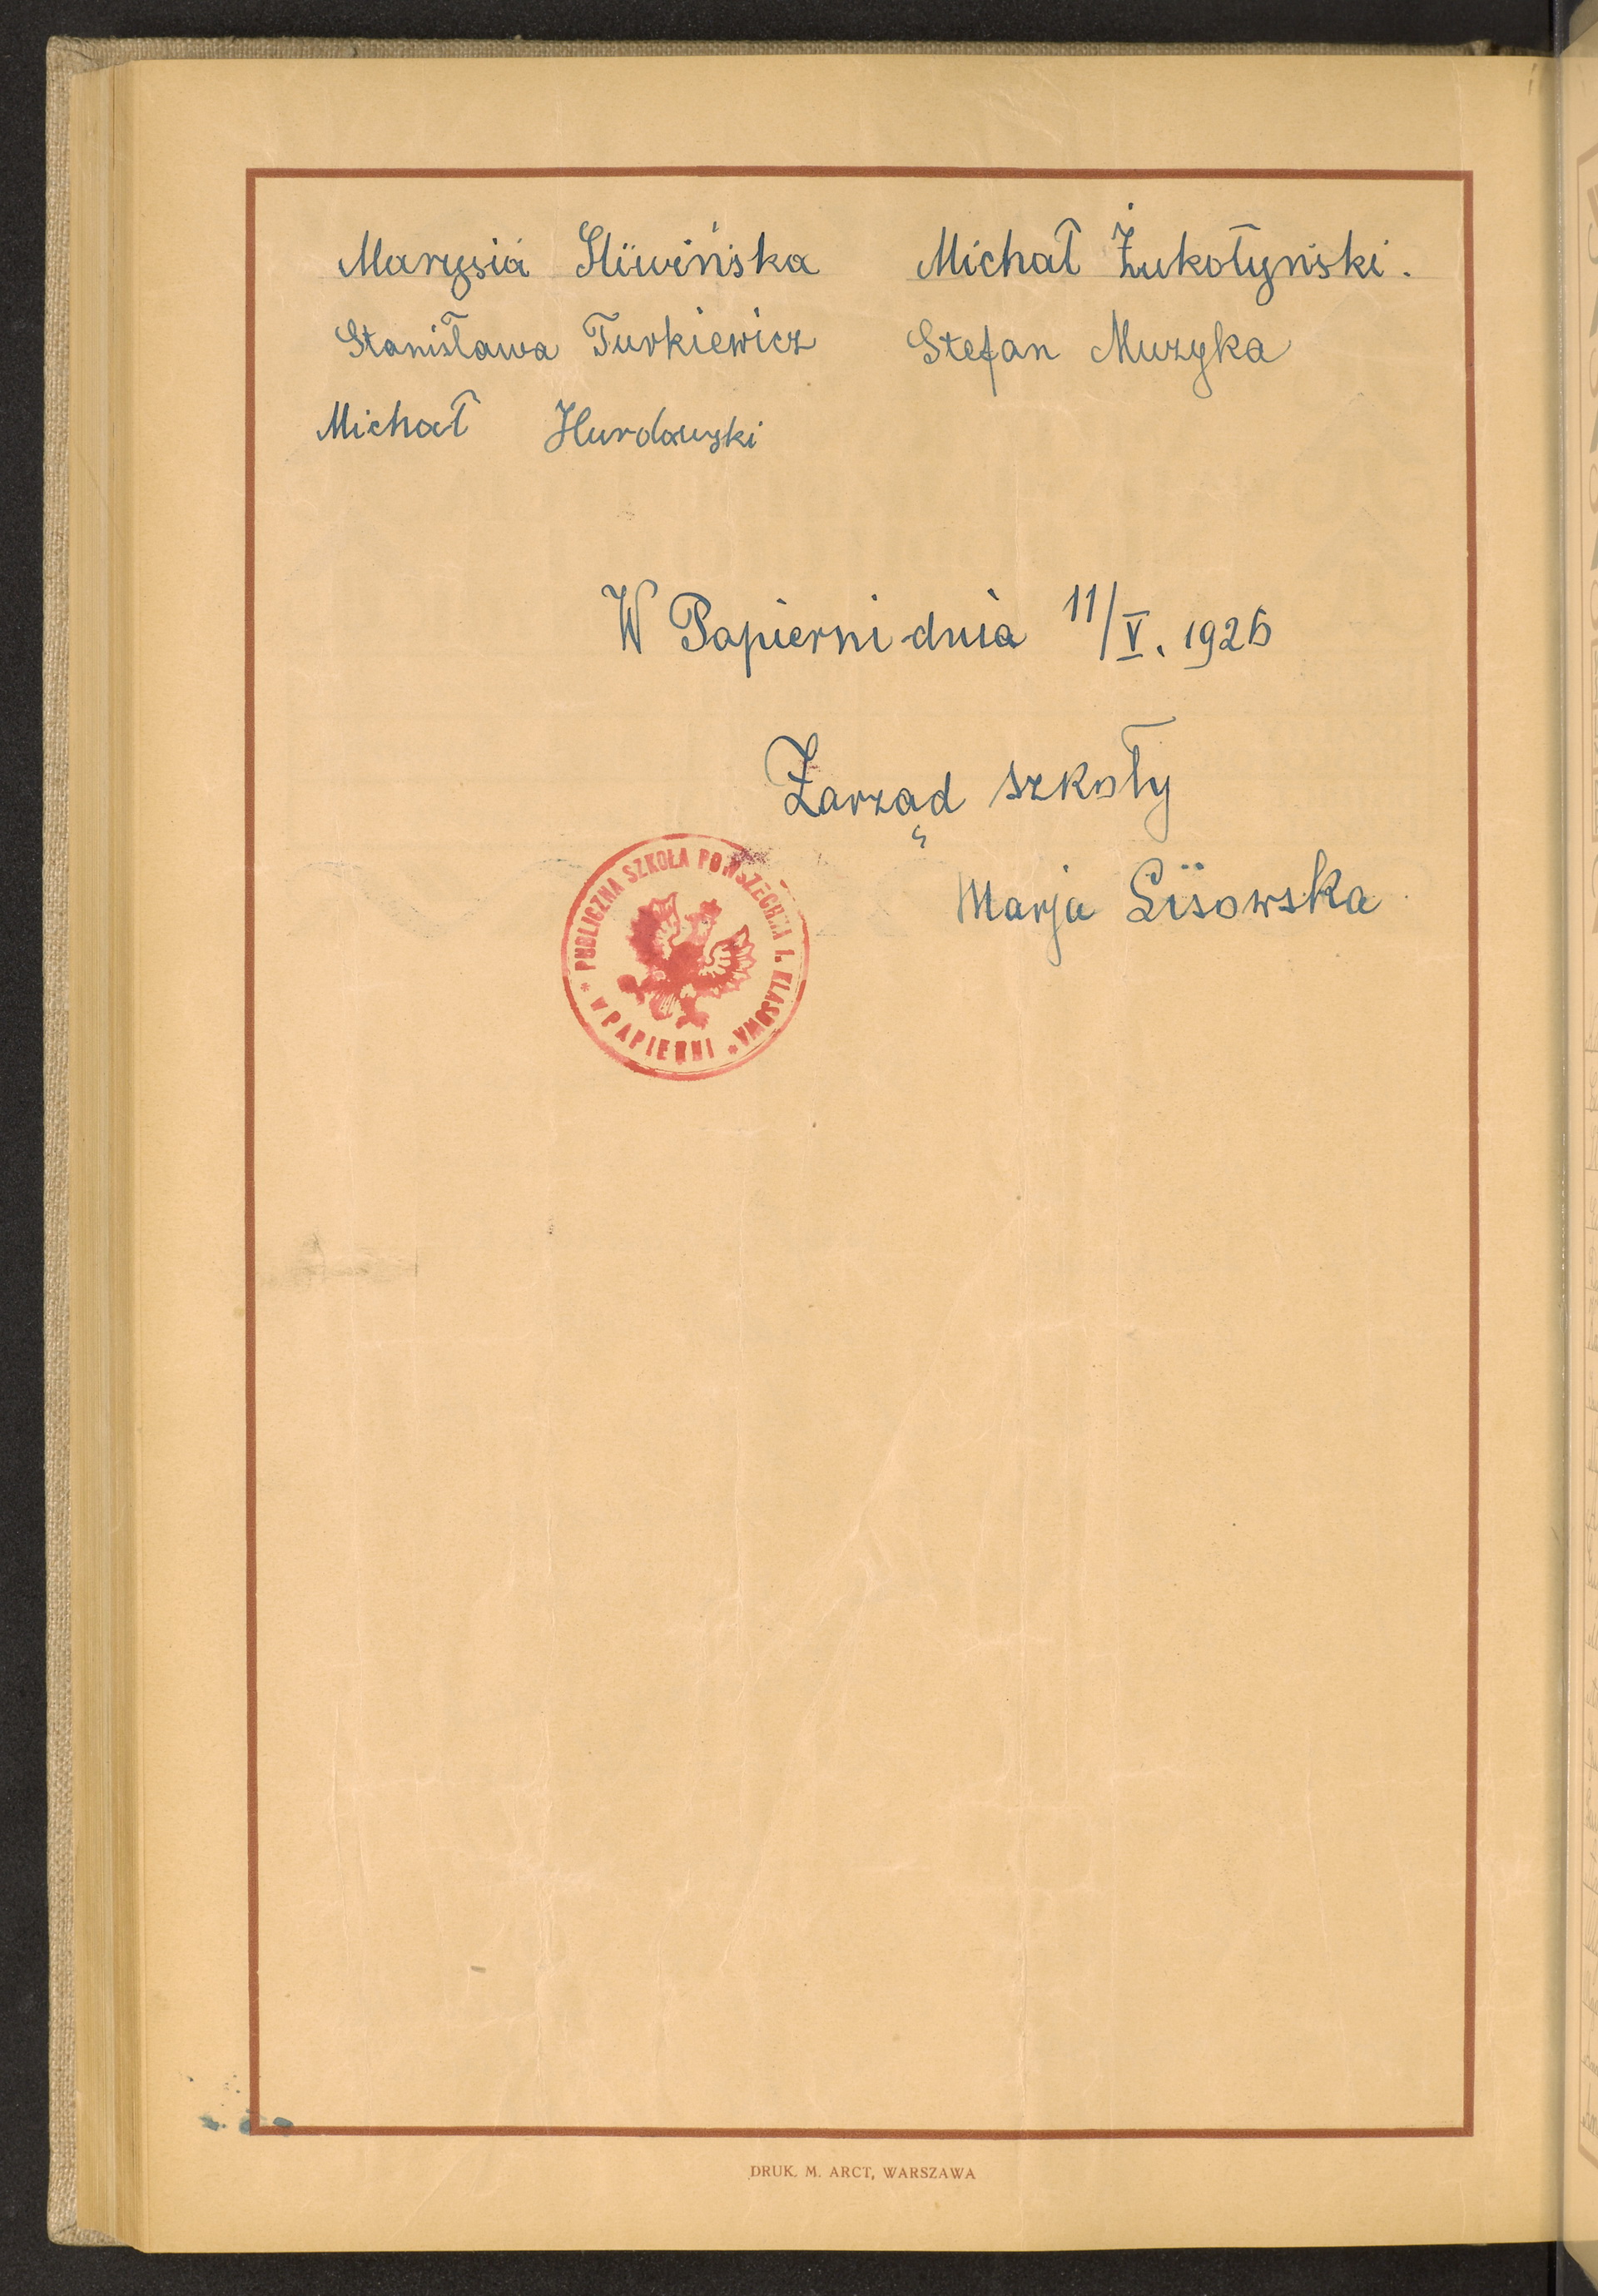 Marysia Śliwińska Michał Żukotyński.
Stanisława Turkiewicz Stefan Muzyka
Michał Hurdawski
W Papierni dnia 11/V. 1926
Zarząd szkoły
Marja Lisowska
* PUBLICZNA SZKOŁA POWSZECHNA 1. KLASOWA * W PAPIERNI
DRUK. M. ARCT, WARSZAWA